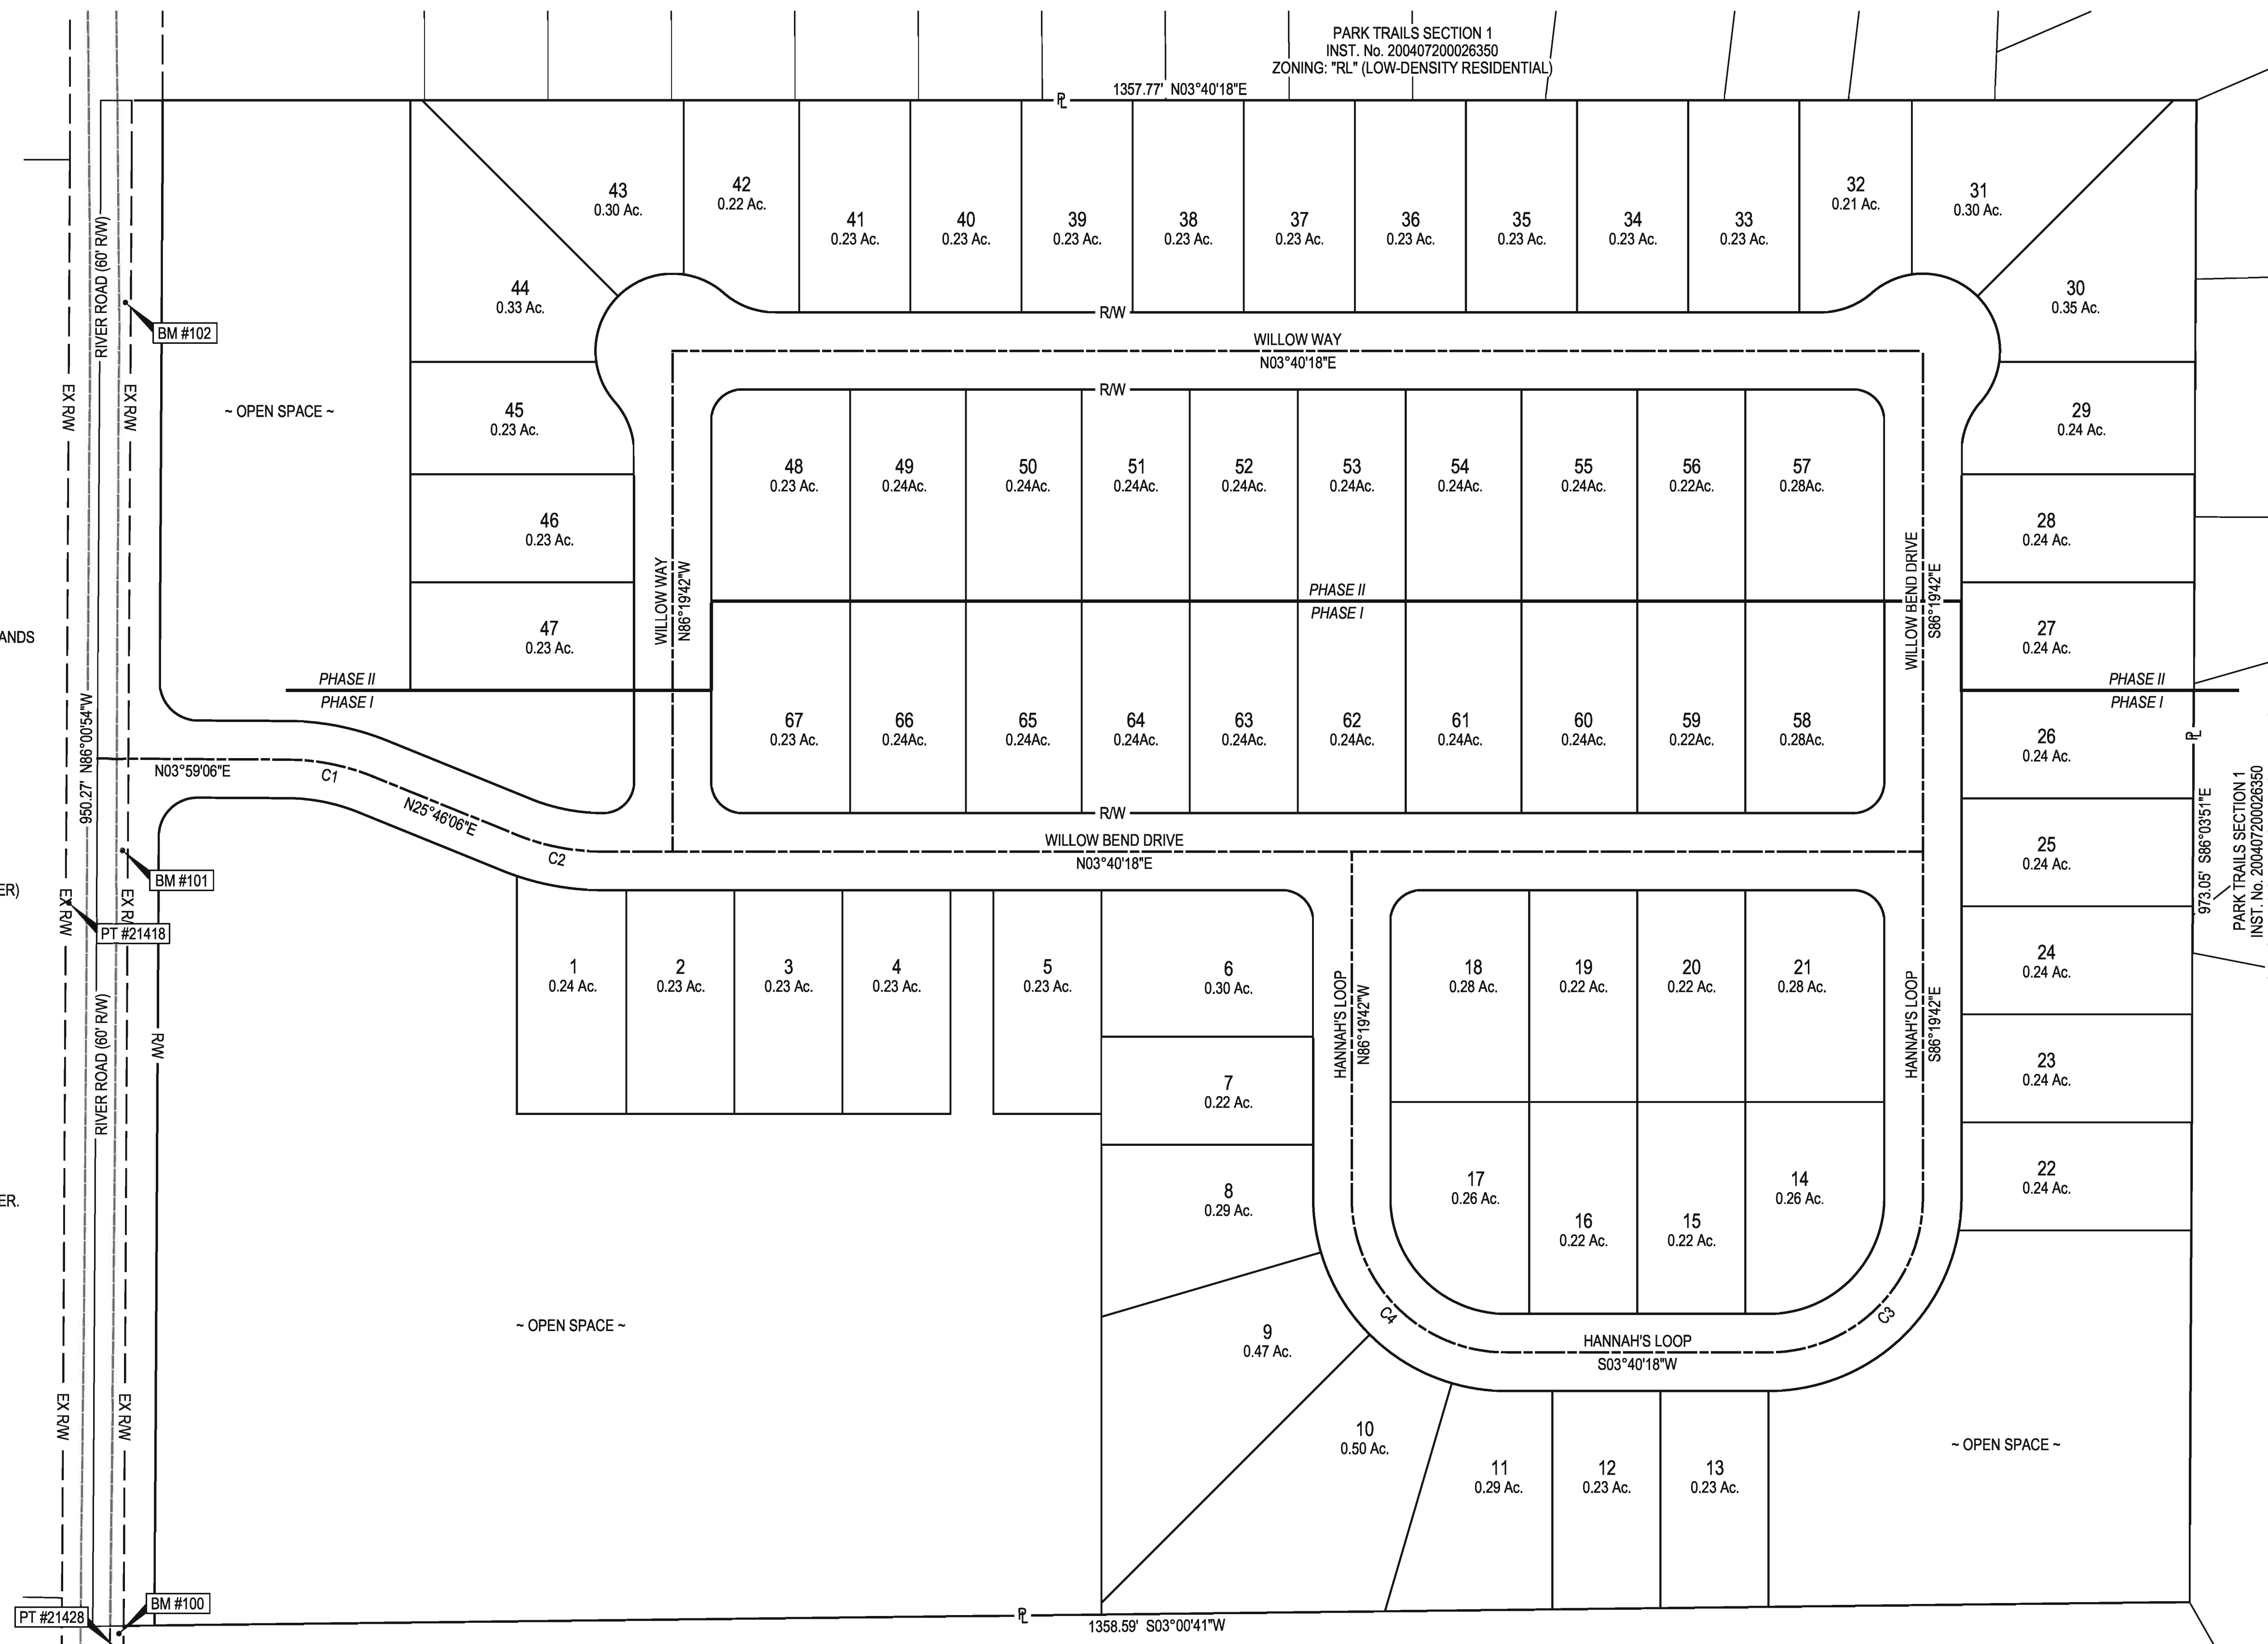 PARK TRAILS SECTION 1
INST. No. 200407200026350
ZONING: "RL" (LOW-DENSITY RESIDENTIAL)
1357.77' N03°40'18"E
PL
43
0.30 Ac.
42
0.22 Ac.
41
0.23 Ac.
40
0.23 Ac.
39
0.23 Ac.
38
0.23 Ac.
37
0.23 Ac.
36
0.23 Ac.
35
0.23 Ac.
34
0.23 Ac.
33
0.23 Ac.
32
0.21 Ac.
31
0.30 Ac.
30
0.35 Ac.
44
0.33 Ac.
RIVER ROAD (60' R/W)
BM #102
EX R/W
EX R/W
~ OPEN SPACE ~
R/W
WILLOW WAY
N03°40'18"E
R/W
45
0.23 Ac.
29
0.24 Ac.
48
0.23 Ac.
49
0.24Ac.
50
0.24Ac.
51
0.24Ac.
52
0.24Ac.
53
0.24Ac.
54
0.24Ac.
55
0.24Ac.
56
0.22Ac.
57
0.28Ac.
46
0.23 Ac.
28
0.24 Ac.
WILLOW WAY
N86°19'42"W
WILLOW BEND DRIVE
S86°19'42"E
PHASE II
PHASE I
ANDS
47
0.23 Ac.
27
0.24 Ac.
PHASE II
PHASE I
PHASE II
PHASE I
67
0.23 Ac.
66
0.24Ac.
65
0.24Ac.
64
0.24Ac.
63
0.24Ac.
62
0.24Ac.
61
0.24Ac.
60
0.24Ac.
59
0.22Ac.
58
0.28Ac.
26
0.24 Ac.
PL
950.27' N86°00'54"W
N03°59'06"E
C1
N25°46'06"E
C2
R/W
WILLOW BEND DRIVE
N03°40'18"E
25
0.24 Ac.
973.05' S86°03'51"E
PARK TRAILS SECTION 1
INST. No. 200407200026350
BM #101
ER)
EX R/W
EX R/W
PT #21418
1
0.24 Ac.
2
0.23 Ac.
3
0.23 Ac.
4
0.23 Ac.
5
0.23 Ac.
6
0.30 Ac.
18
0.28 Ac.
19
0.22 Ac.
20
0.22 Ac.
21
0.28 Ac.
24
0.24 Ac.
HANNAH'S LOOP
N86°19'42"W
HANNAH'S LOOP
S86°19'42"E
RIVER ROAD (60' R/W)
R/W
7
0.22 Ac.
23
0.24 Ac.
ER.
8
0.29 Ac.
17
0.26 Ac.
16
0.22 Ac.
15
0.22 Ac.
14
0.26 Ac.
22
0.24 Ac.
~ OPEN SPACE ~
9
0.47 Ac.
C4
HANNAH'S LOOP
S03°40'18"W
C3
EX R/W
EX R/W
10
0.50 Ac.
11
0.29 Ac.
12
0.23 Ac.
13
0.23 Ac.
~ OPEN SPACE ~
PT #21428
BM #100
PL
1358.59' S03°00'41"W